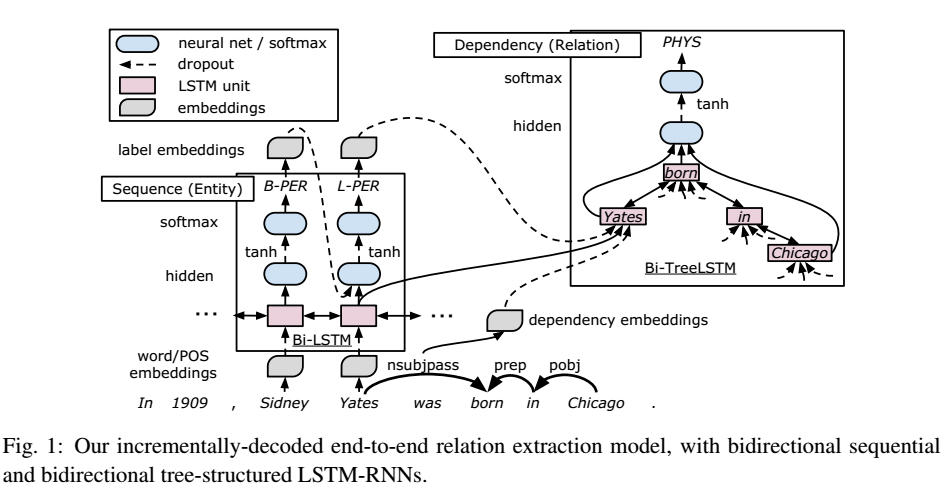 neural net / softmax
dropout
LSTM unit
embeddings
label embeddings
Sequence (Entity)
B-PER L-PER
softmax
tanh tanh
hidden
... ...
Bi-LSTM
word/POS
embeddings
Dependency (Relation)
PHYS
softmax
tanh
hidden
born
Yates in
Chicago
Bi-TreeLSTM
dependency embeddings
nsubjpass prep pobj
In 1909 , Sidney Yates was born in Chicago .
Fig. 1: Our incrementally-decoded end-to-end relation extraction model, with bidirectional sequential
and bidirectional tree-structured LSTM-RNNs.